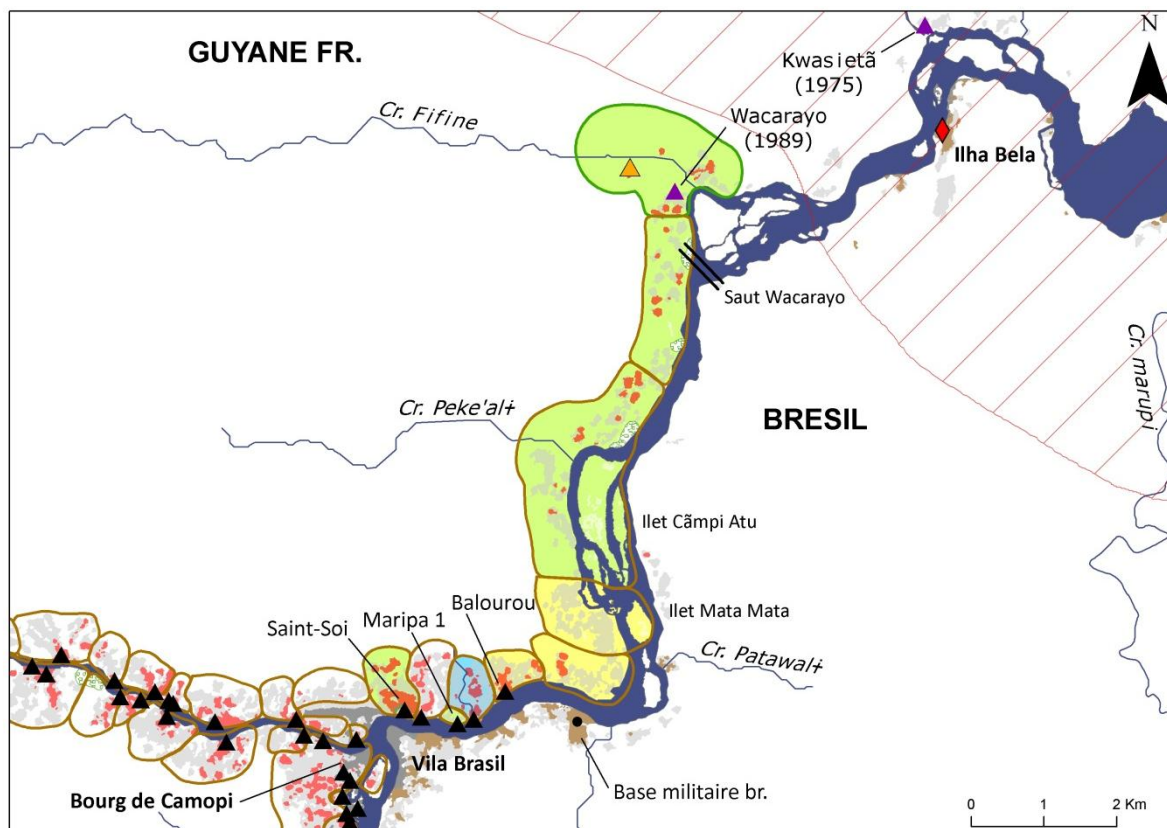 GUYANE FR.
N
Kwasietã
(1975)
Cr. Fifine
Wacarayo
(1989)
Ilha Bela
Saut Wacarayo
Cr. marupi
Cr. Peke'alɨ
BRESIL
Ilet Cãmpi Atu
Balourou
Ilet Mata Mata
Maripa 1
Saint-Soi
Cr. Patawalɨ
Vila Brasil
Bourg de Camopi
Base militaire br.
0 1 2 Km